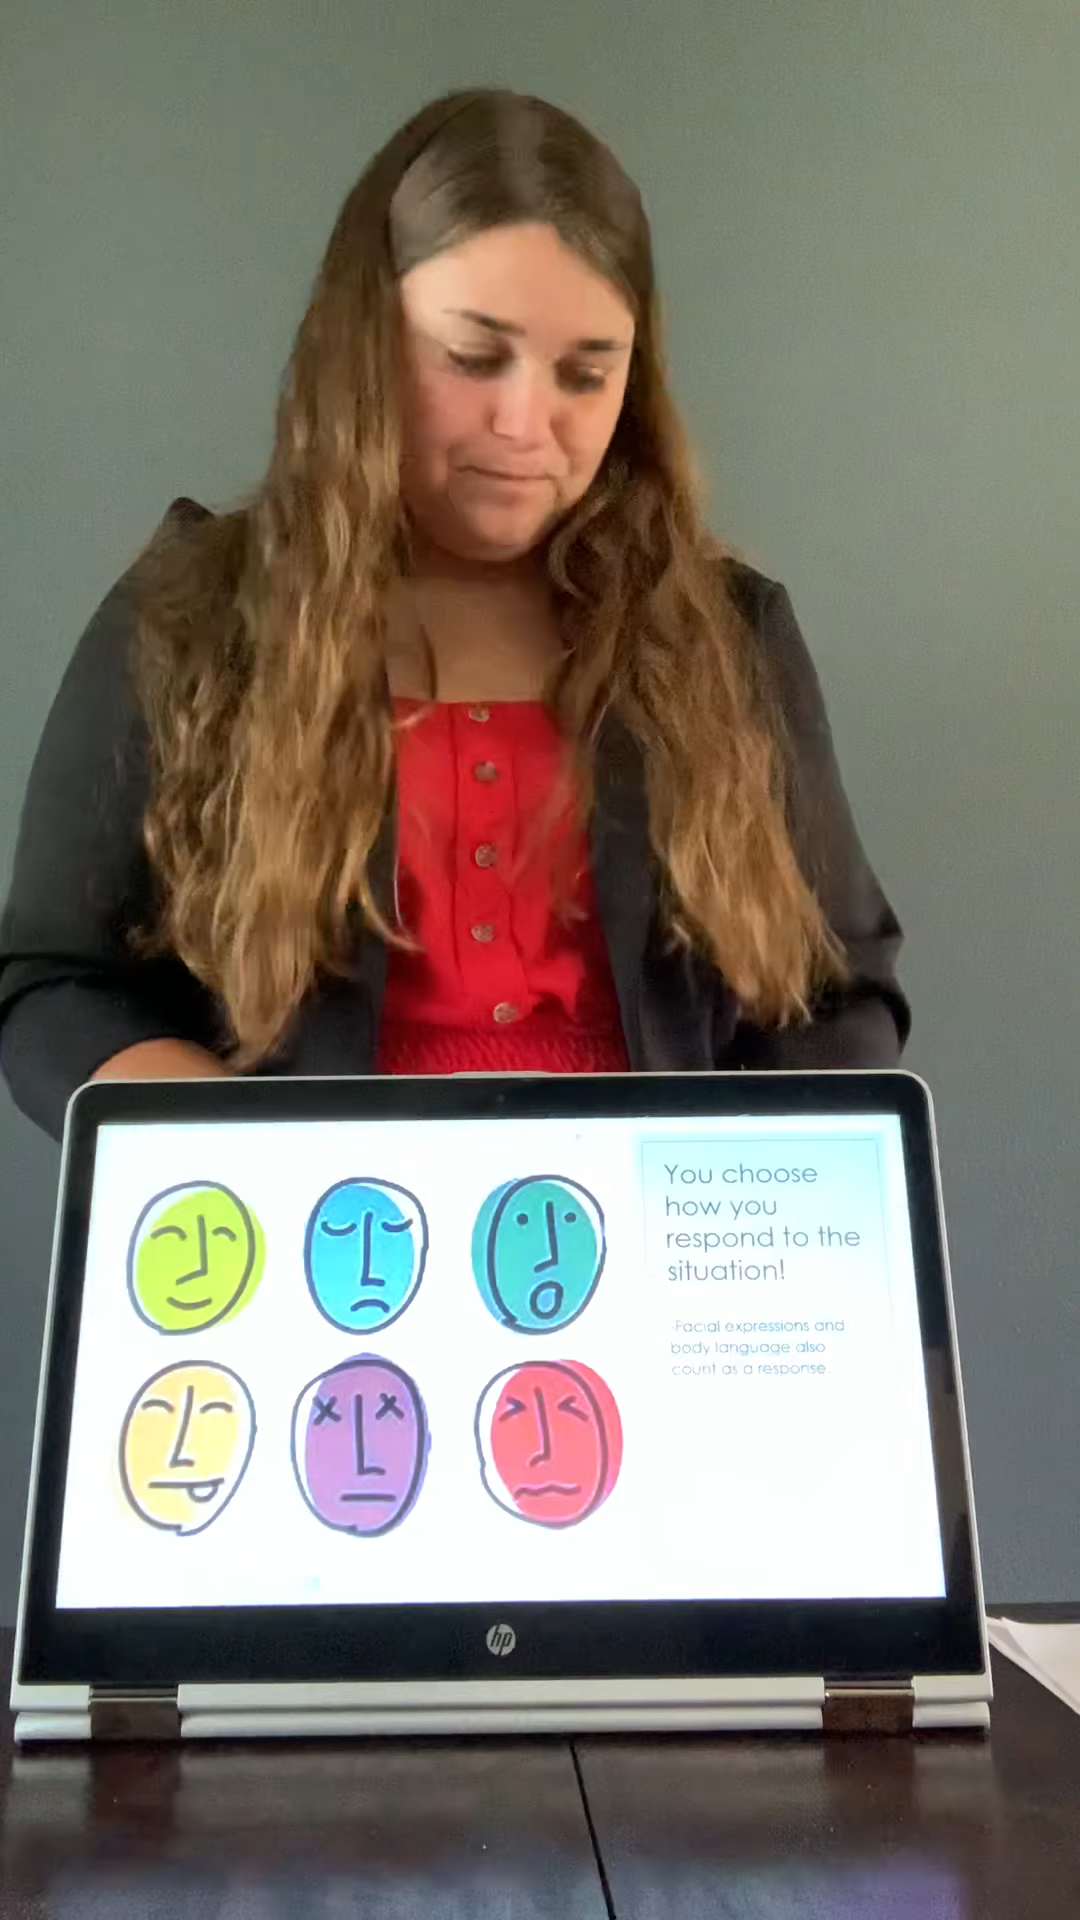 You choose
how you
respond to the
situation!
-Facial expressions and
body language also
count as a response.
hp